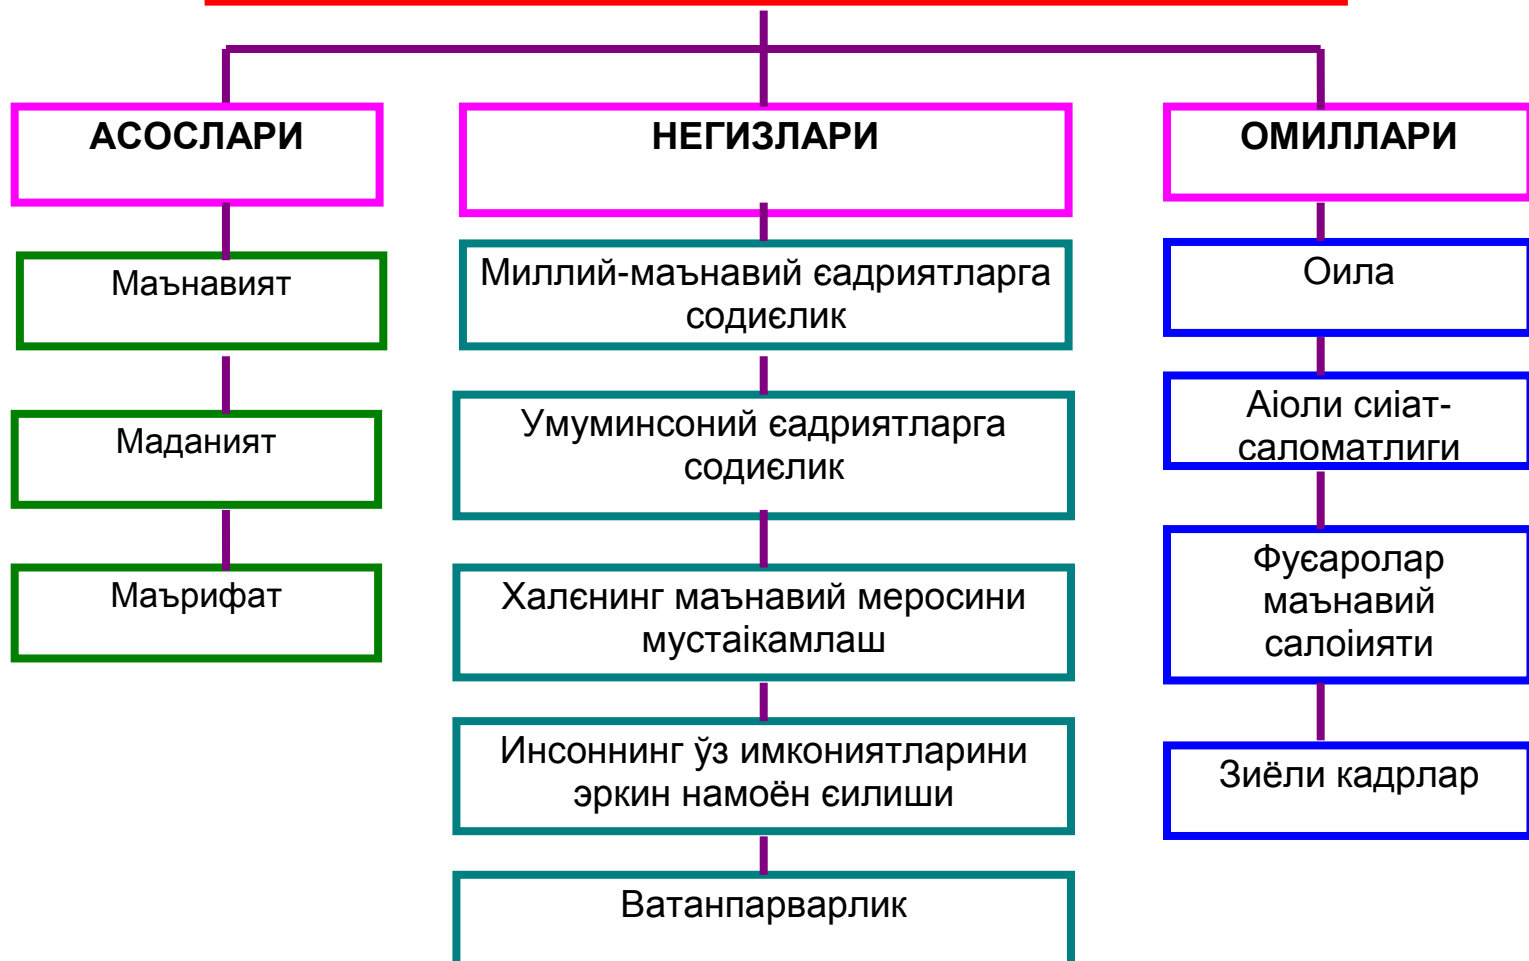 АСОСЛАРИ
Маънавият
Маданият
Маърифат
НЕГИЗЛАРИ
Миллий-маънавий єадриятларга
содиєлик
Умуминсоний єадриятларга
содиєлик
Халєнинг маънавий меросини
мустаікамлаш
Инсоннинг ўз имкониятларини
эркин намоён єилиши
Ватанпарварлик
ОМИЛЛАРИ
Оила
Аіоли сиіат-
саломатлиги
Фуєаролар
маънавий
салоіияти
Зиёли кадрлар